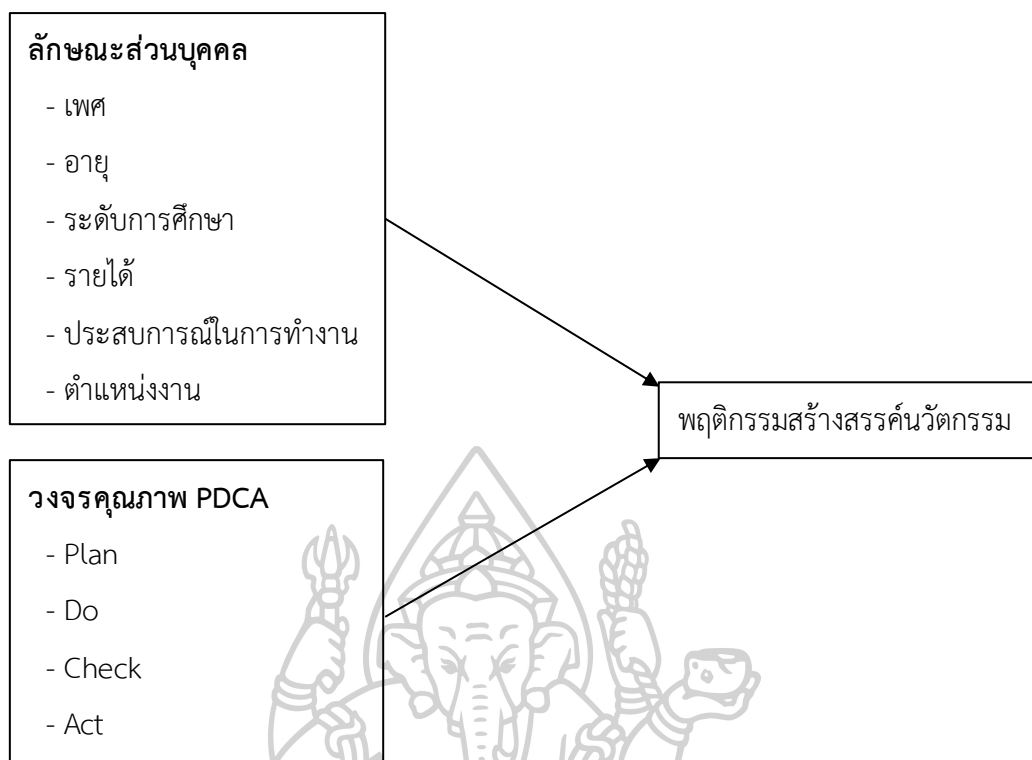 ลักษณะส่วนบุคคล
- เพศ
- อายุ
- ระดับการศึกษา
- รายได้
- ประสบการณ์ในการทำงาน
- ตำแหน่งงาน
พฤติกรรมสร้างสรรค์นวัตกรรม
วงจรคุณภาพ PDCA
- Plan
- Do
- Check
- Act